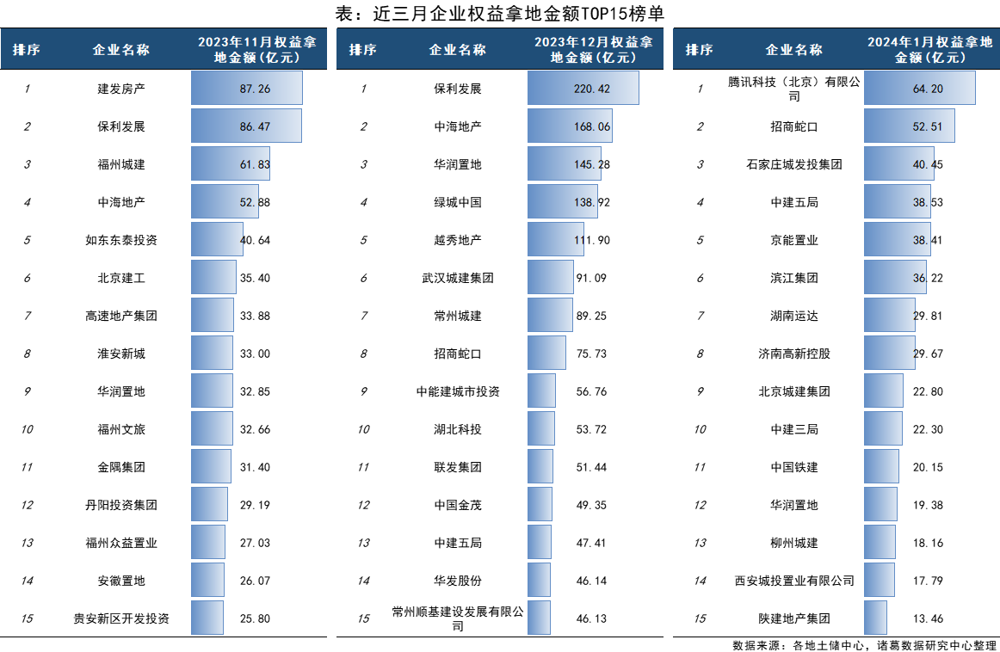 表：近三月企业权益拿地金额TOP15榜单
排序 企业名称 2023年11月权益拿地金额(亿元) 排序 企业名称 2023年12月权益拿地金额(亿元) 排序 企业名称 2024年1月权益拿地金额(亿元)
1 建发房产 87.26 1 保利发展 220.42 1 腾讯科技（北京）有限公司 64.20
2 保利发展 86.47 2 中海地产 168.06 2 招商蛇口 52.51
3 福州城建 61.83 3 华润置地 145.28 3 石家庄城发投集团 40.45
4 中海地产 52.88 4 绿城中国 138.92 4 中建五局 38.53
5 如东东泰投资 40.64 5 越秀地产 111.90 5 京能置业 38.41
6 北京建工 35.40 6 武汉城建集团 91.09 6 滨江集团 36.22
7 高速地产集团 33.88 7 常州城建 89.25 7 湖南运达 29.81
8 淮安新城 33.00 8 招商蛇口 75.73 8 济南高新控股 29.67
9 华润置地 32.85 9 中能建城市投资 56.76 9 北京城建集团 22.80
10 福州文旅 32.66 10 湖北科投 53.72 10 中建三局 22.30
11 金隅集团 31.40 11 联发集团 51.44 11 中国铁建 20.15
12 丹阳投资集团 29.19 12 中国金茂 49.35 12 华润置地 19.38
13 福州众益置业 27.03 13 中建五局 47.41 13 柳州城建 18.16
14 安徽置地 26.07 14 华发股份 46.14 14 西安城投置业有限公司 17.79
15 贵安新区开发投资 25.80 15 常州顺基建设发展有限公司 46.13 15 陕建地产集团 13.46
数据来源：各地土储中心，诸葛数据研究中心整理